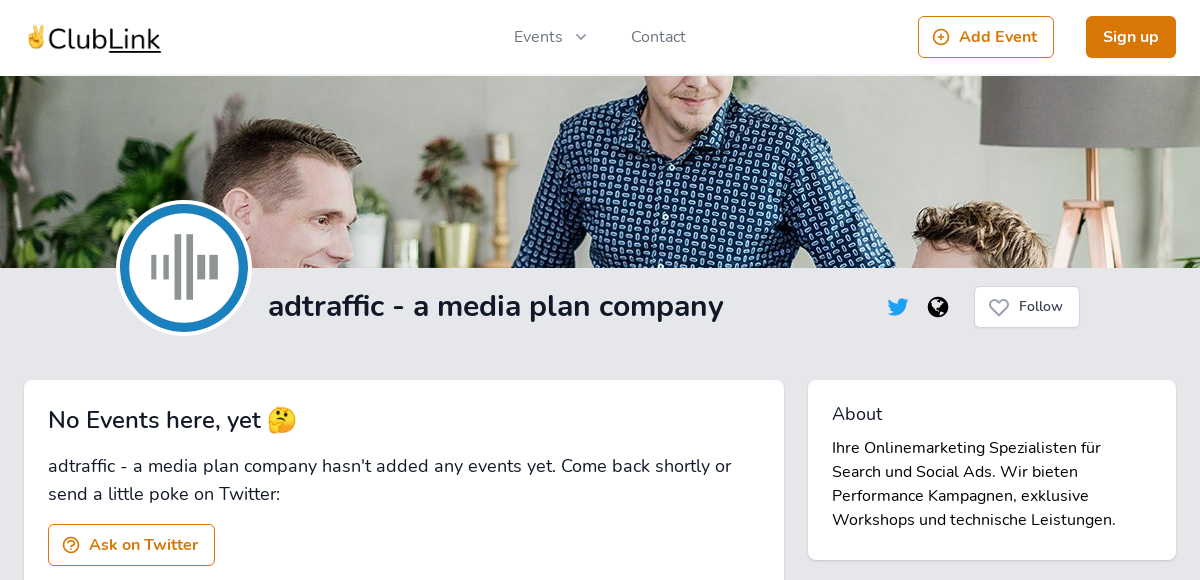 ✌️ClubLink
Events
Contact
Add Event
Sign up
adtraffic - a media plan company
Follow
No Events here, yet 🤔
adtraffic - a media plan company hasn't added any events yet. Come back shortly or
send a little poke on Twitter:
Ask on Twitter
About
Ihre Onlinemarketing Spezialisten für
Search und Social Ads. Wir bieten
Performance Kampagnen, exklusive
Workshops und technische Leistungen.